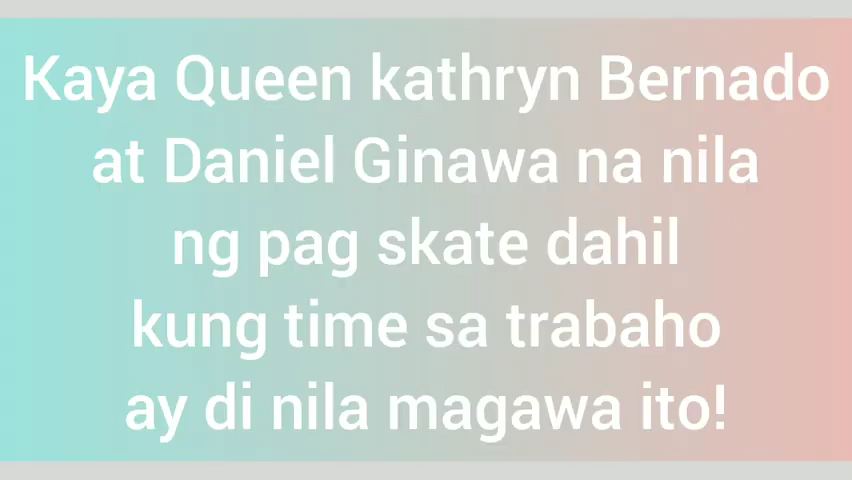 Kaya Queen kathryn Bernado
at Daniel Ginawa na nila
ng pag skate dahil
kung time sa trabaho
ay di nila magawa ito!